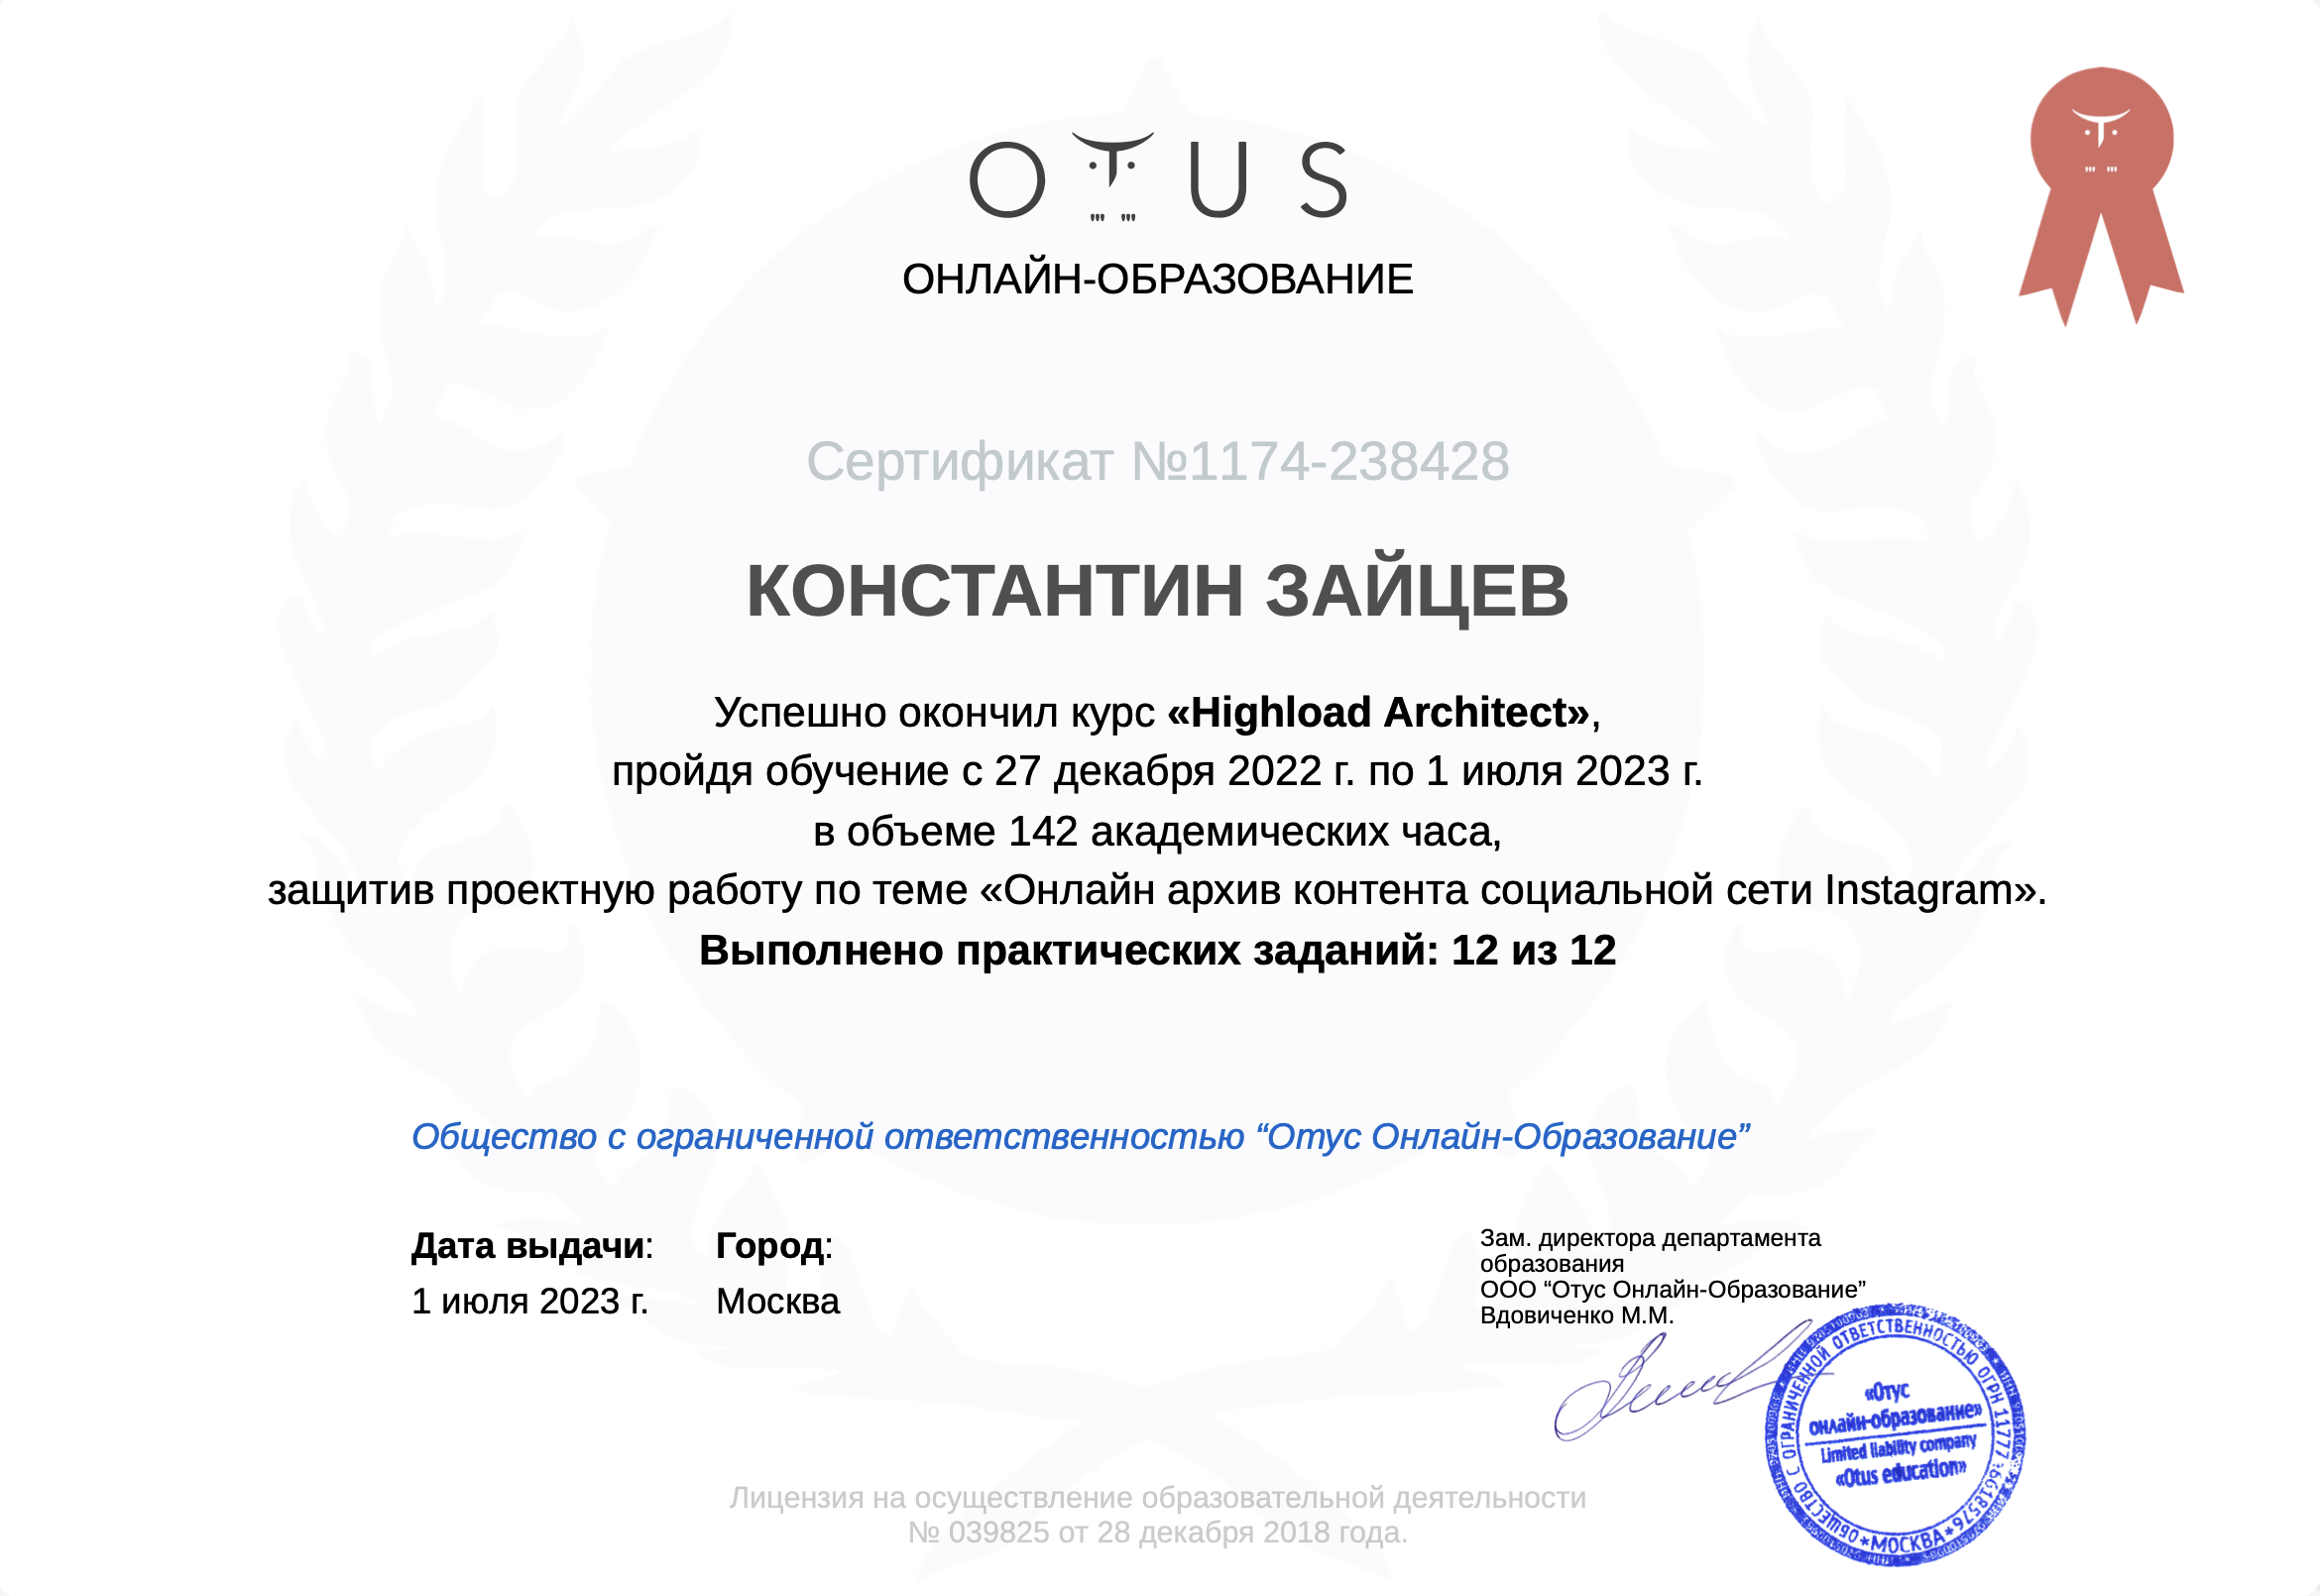 OTUS
ОНЛАЙН-ОБРАЗОВАНИЕ
Сертификат №1174-238428
КОНСТАНТИН ЗАЙЦЕВ
Успешно окончил курс «Highload Architect»,
пройдя обучение с 27 декабря 2022 г. по 1 июля 2023 г.
в объеме 142 академических часа,
защитив проектную работу по теме «Онлайн архив контента социальной сети Instagram».
Выполнено практических заданий: 12 из 12
Общество с ограниченной ответственностью “Отус Онлайн-Образование”
Дата выдачи: Город:
1 июля 2023 г. Москва
Зам. директора департамента
образования
ООО “Отус Онлайн-Образование”
Вдовиченко М.М.
ОБЩЕСТВО С ОГРАНИЧЕННОЙ ОТВЕТСТВЕННОСТЬЮ ОГРН
*МОСКВА*
«Отус
онлайн-образование»
Limited liability company
«Otus education»
Лицензия на осуществление образовательной деятельности
№ 039825 от 28 декабря 2018 года.